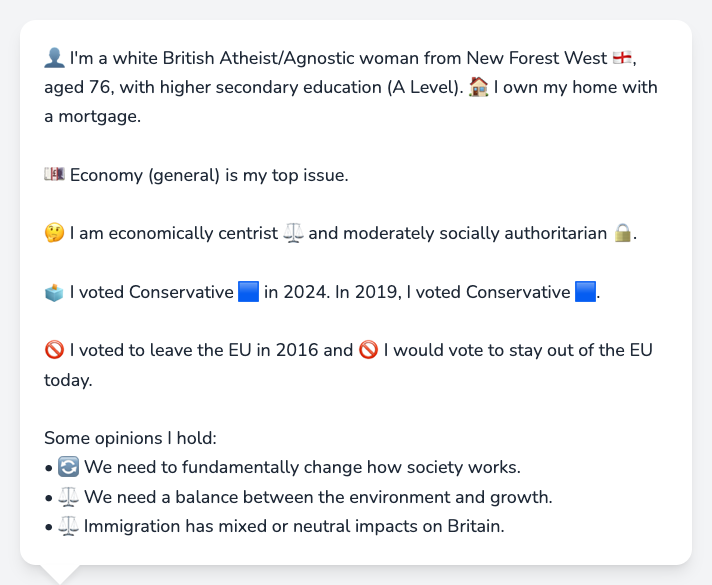 👤 I'm a white British Atheist/Agnostic woman from New Forest West 🏴󠁧󠁢󠁥󠁮󠁧󠁿,
aged 76, with higher secondary education (A Level). 🏠 I own my home with
a mortgage.
💷 Economy (general) is my top issue.
🤔 I am economically centrist ⚖️ and moderately socially authoritarian 🔒.
🗳️ I voted Conservative 🟦 in 2024. In 2019, I voted Conservative 🟦.
🚫 I voted to leave the EU in 2016 and 🚫 I would vote to stay out of the EU
today.
Some opinions I hold:
• 🔄 We need to fundamentally change how society works.
• ⚖️ We need a balance between the environment and growth.
• ⚖️ Immigration has mixed or neutral impacts on Britain.